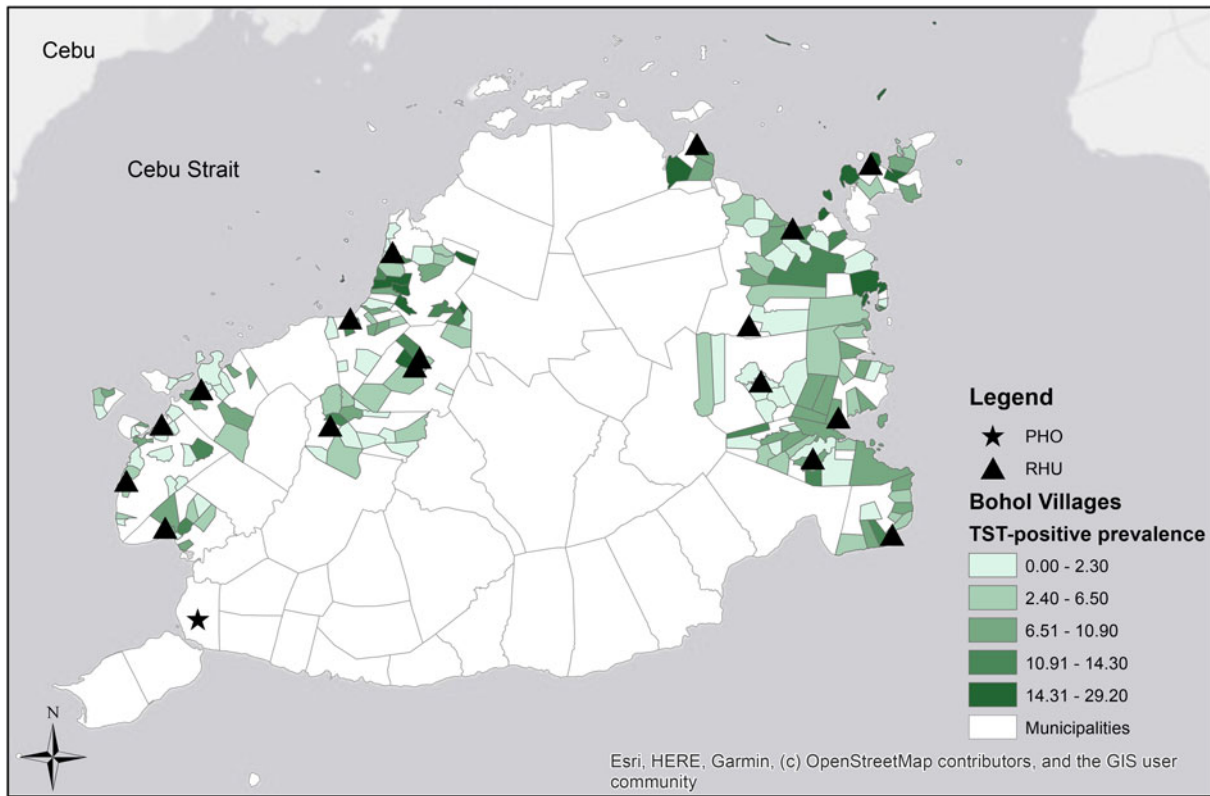 Cebu
Cebu Strait
Legend
PHO
RHU
Bohol Villages
TST-positive prevalence
0.00 - 2.30
2.40 - 6.50
6.51 - 10.90
10.91 - 14.30
14.31 - 29.20
Municipalities
N
Esri, HERE, Garmin, (c) OpenStreetMap contributors, and the GIS user
community